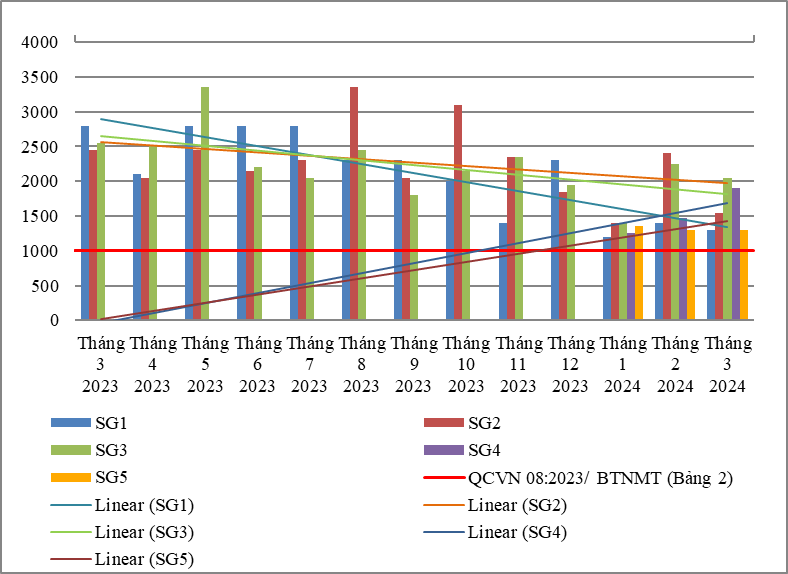 4000
3500
3000
2500
2000
1500
1000
500
0
Tháng Tháng Tháng Tháng Tháng Tháng Tháng Tháng Tháng Tháng Tháng Tháng Tháng
3 4 5 6 7 8 9 10 11 12 1 2 3
2023 2023 2023 2023 2023 2023 2023 2023 2023 2023 2024 2024 2024
SG1 SG2
SG3 SG4
SG5 QCVN 08:2023/ BTNMT (Bảng 2)
Linear (SG1) Linear (SG2)
Linear (SG3) Linear (SG4)
Linear (SG5)